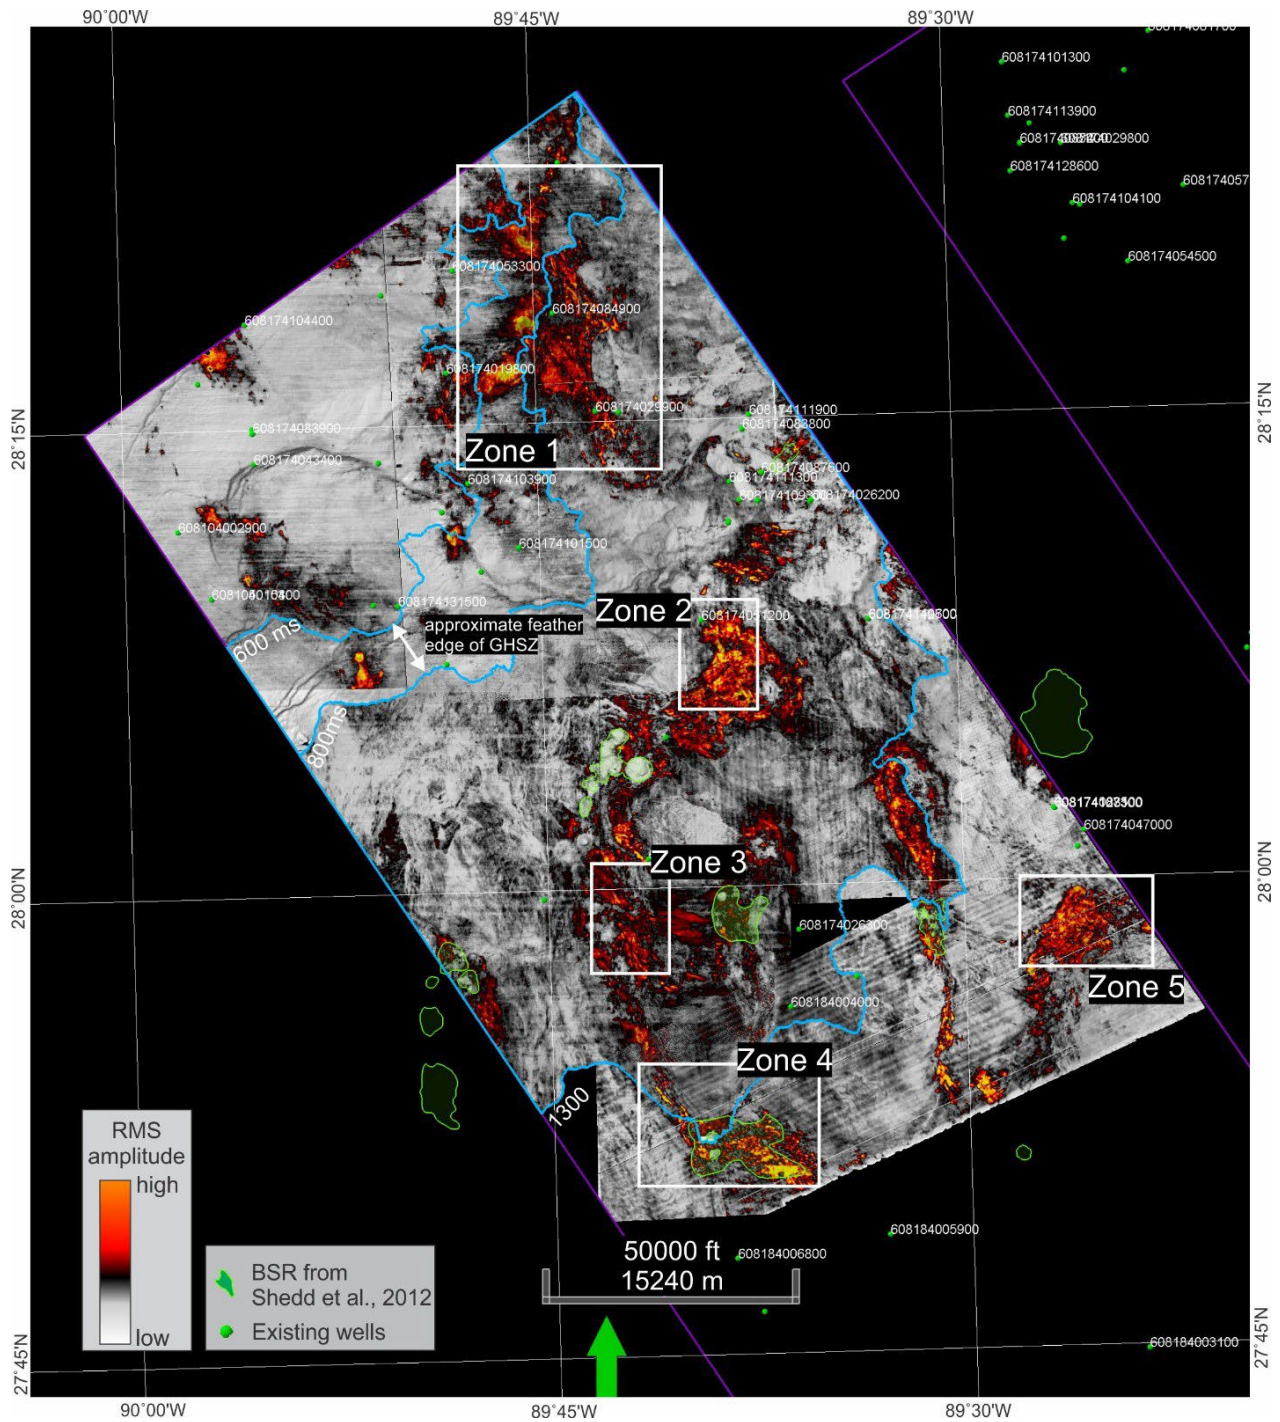 90°00'W
89°45'W
89°30'W
608174101300
608174113900
608174128600
608174104100
608174054500
608174053300
608174084900
608174104400
608174019800
608174029900
608174111900
608174083800
28°15'N
28°15'N
Zone 1
608174083900
608174043400
608174087600
608174103900
608174111300
608174026200
608104002900
608174101500
608174131500
Zone 2
600 ms
approximate feather
edge of GHSZ
800ms
608174047000
Zone 3
28°00'N
28°00'N
608174026300
Zone 5
608184004000
Zone 4
1300
RMS
amplitude
high
low
BSR from
Shedd et al., 2012
Existing wells
50000 ft
15240 m
608184005900
608184006800
608184003100
27°45'N
27°45'N
90°00'W
89°45'W
89°30'W